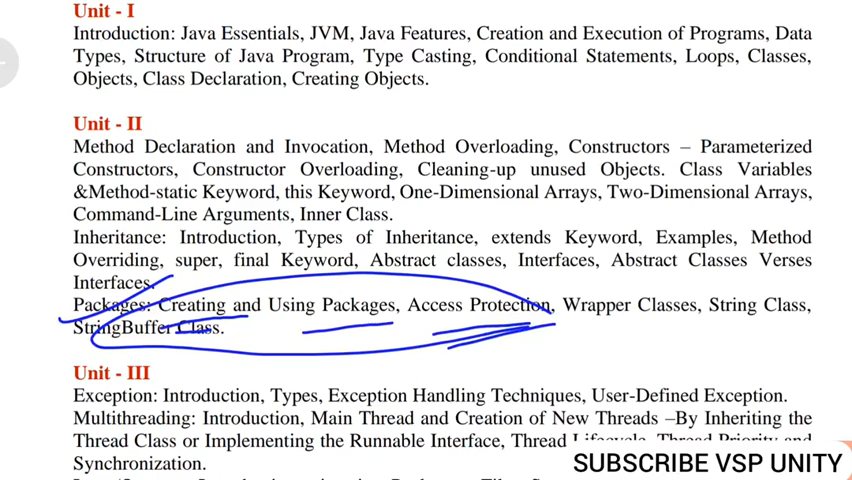 Unit - I
Introduction: Java Essentials, JVM, Java Features, Creation and Execution of Programs, Data
Types, Structure of Java Program, Type Casting, Conditional Statements, Loops, Classes,
Objects, Class Declaration, Creating Objects.
Unit - II
Method Declaration and Invocation, Method Overloading, Constructors – Parameterized
Constructors, Constructor Overloading, Cleaning-up unused Objects. Class Variables
&Method-static Keyword, this Keyword, One-Dimensional Arrays, Two-Dimensional Arrays,
Command-Line Arguments, Inner Class.
Inheritance: Introduction, Types of Inheritance, extends Keyword, Examples, Method
Overriding, super, final Keyword, Abstract classes, Interfaces, Abstract Classes Verses
Interfaces.
Packages: Creating and Using Packages, Access Protection, Wrapper Classes, String Class,
StringBuffer Class.
Unit - III
Exception: Introduction, Types, Exception Handling Techniques, User-Defined Exception.
Multithreading: Introduction, Main Thread and Creation of New Threads –By Inheriting the
Thread Class or Implementing the Runnable Interface, Thread Lifecycle, Thread Priority and
Synchronization.
SUBSCRIBE VSP UNITY